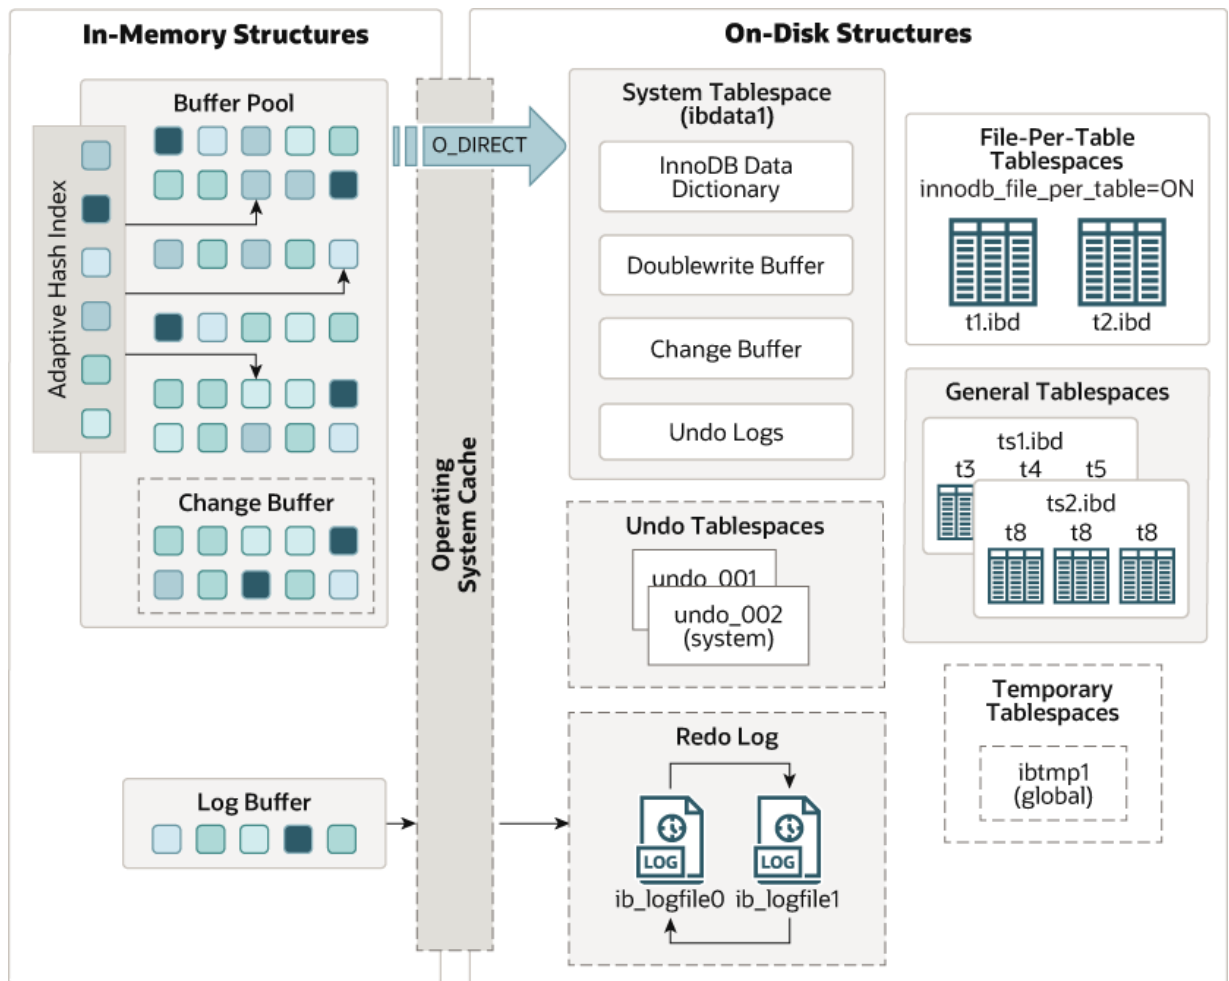 In-Memory Structures
On-Disk Structures
Buffer Pool
Adaptive Hash Index
Change Buffer
Log Buffer
Operating
System Cache
O_DIRECT
System Tablespace
(ibdata1)
InnoDB Data
Dictionary
Doublewrite Buffer
Change Buffer
Undo Logs
Undo Tablespaces
undo_001
undo_002
(system)
Redo Log
LOG
LOG
ib_logfile0
ib_logfile1
File-Per-Table
Tablespaces
innodb_file_per_table=ON
t1.ibd
t2.ibd
General Tablespaces
ts1.ibd
t3 t4 t5
ts2.ibd
t8 t8 t8
Temporary
Tablespaces
ibtmp1
(global)